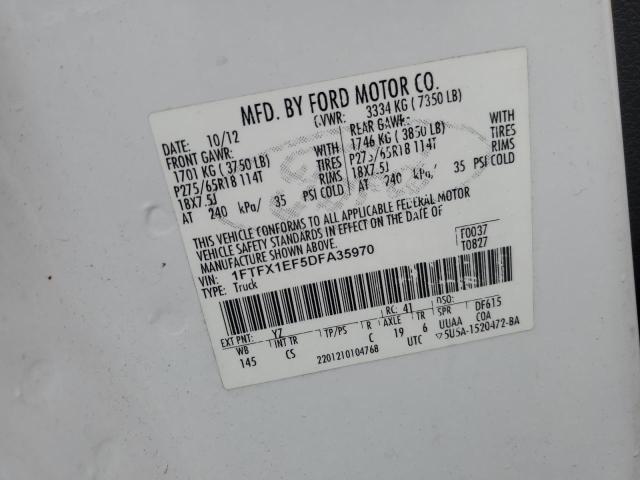 MFD. BY FORD MOTOR CO.
DATE: 10/12 GVWR: 3334 KG ( 7350 LB)
FRONT GAWR: REAR GAWR:
1701 KG ( 3750 LB) WITH 1746 KG ( 3850 LB) WITH
P275/65R18 114T TIRES P275/65R18 114T TIRES
18X7.5J RIMS 18X7.5J RIMS
AT 240 kPa/ 35 PSI COLD AT 240 kPa/ 35 PSI COLD
THIS VEHICLE CONFORMS TO ALL APPLICABLE FEDERAL MOTOR
VEHICLE SAFETY STANDARDS IN EFFECT ON THE DATE OF
MANUFACTURE SHOWN ABOVE.
VIN: 1FTFX1EF5DFA35970 F0037
TYPE: Truck T0827
EXT PNT: YZ RC: 41 DSO:
WB INT TR TP/PS R AXLE TR SPR DF615
145 CS C 19 6 UUAA COA
2201210104768 UTC ▽5U5A-1520472-BA